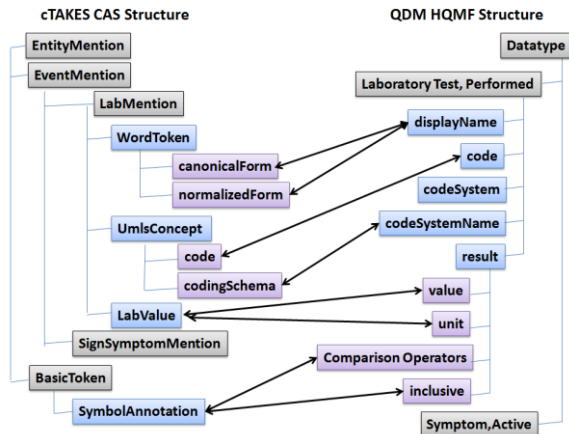 cTAKES CAS Structure
QDM HQMF Structure
EntityMention
Datatype
EventMention
Laboratory Test, Performed
LabMention
displayName
WordToken
code
canonicalForm
normalizedForm
codeSystem
UmlsConcept
codeSystemName
code
result
codingSchema
value
LabValue
unit
SignSymptomMention
Comparison Operators
BasicToken
inclusive
SymbolAnnotation
Symptom,Active